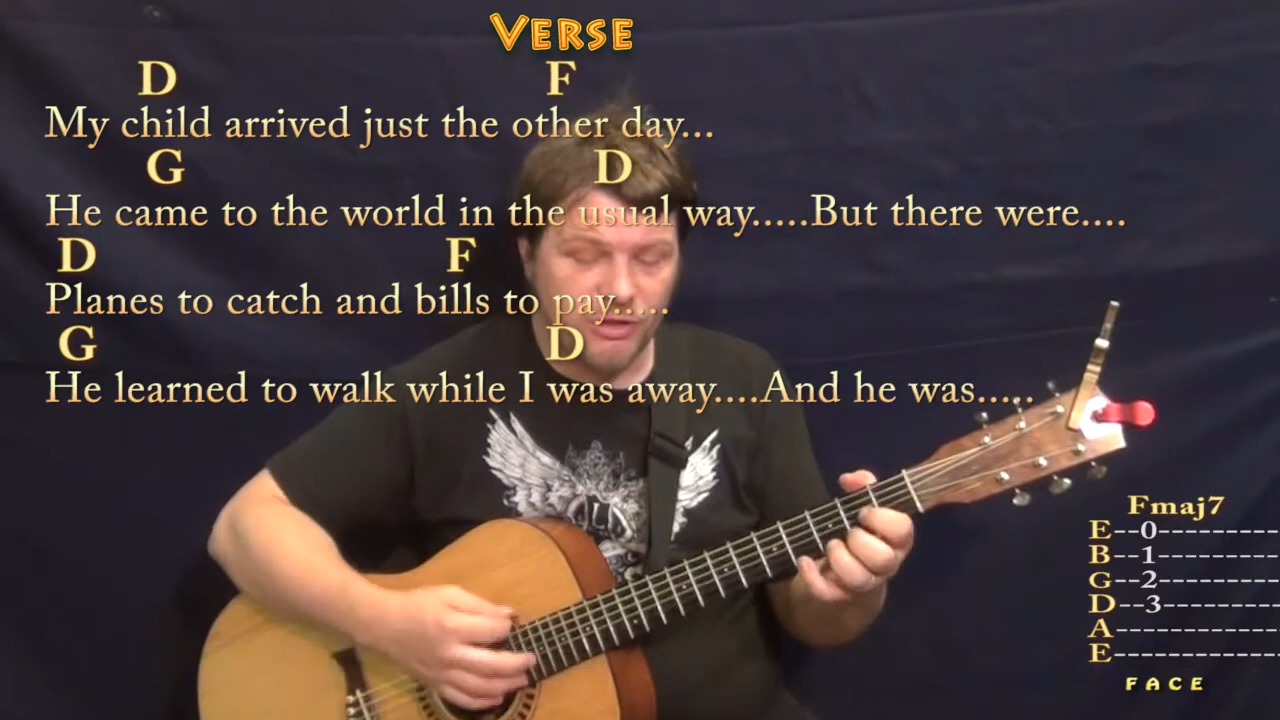 VERSE
D F
My child arrived just the other day...
G D
He came to the world in the usual way.....But there were....
D F
Planes to catch and bills to pay.....
G D
He learned to walk while I was away....And he was.....
Fmaj7
E--0--------
B--1--------
G--2--------
D--3--------
A-----------
E-----------
F A C E